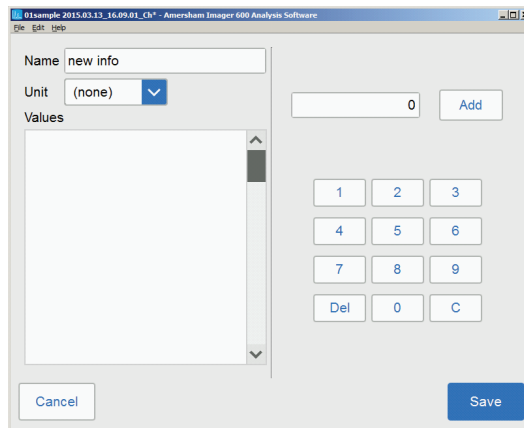 01sample 2015.03.13_16.09.01_Ch* - Amersham Imager 600 Analysis Software
File Edit Help
Name new info
Unit (none)
Values
0 Add
1 2 3
4 5 6
7 8 9
Del 0 C
Cancel Save